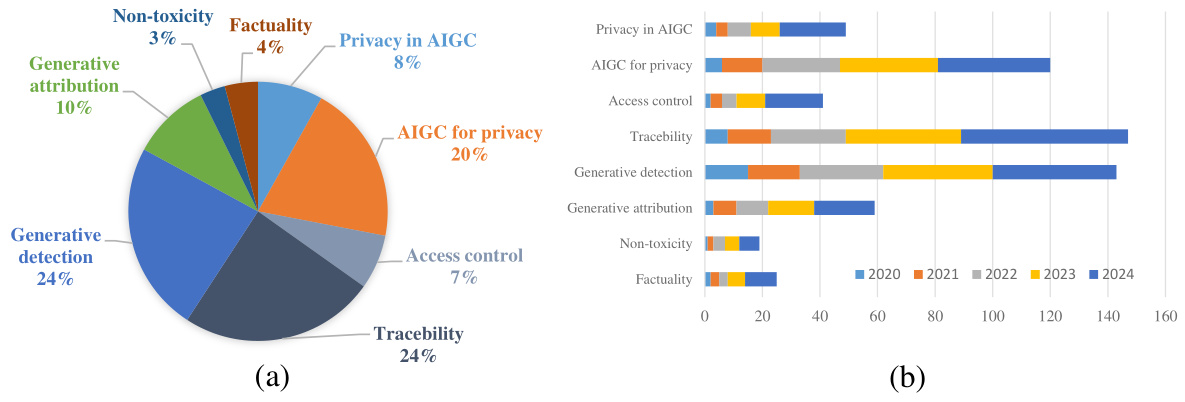 Non-toxicity
3%
Factuality
4%
Privacy in AIGC
8%
Generative
attribution
10%
AIGC for privacy
20%
Generative
detection
24%
Access control
7%
Tracebility
24%
(a)
Privacy in AIGC
AIGC for privacy
Access control
Tracebility
Generative detection
Generative attribution
Non-toxicity
Factuality
2020 2021 2022 2023 2024
0 20 40 60 80 100 120 140 160
(b)